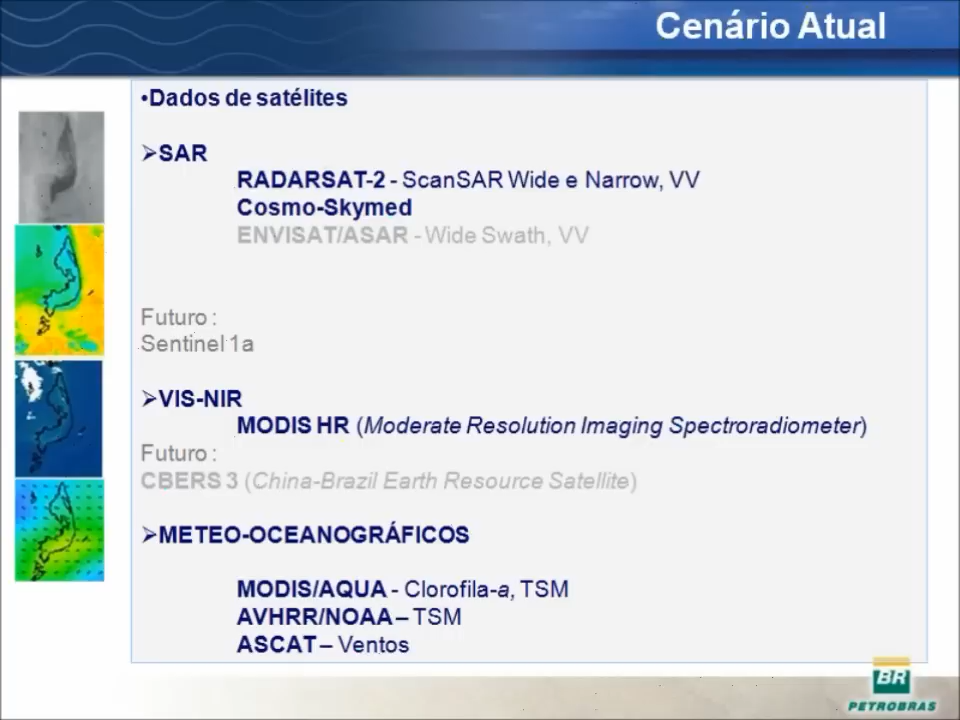 Cenário Atual
•Dados de satélites
➢SAR
RADARSAT-2 - ScanSAR Wide e Narrow, VV
Cosmo-Skymed
ENVISAT/ASAR - Wide Swath, VV
Futuro :
Sentinel 1a
➢VIS-NIR
MODIS HR (Moderate Resolution Imaging Spectroradiometer)
Futuro :
CBERS 3 (China-Brazil Earth Resource Satellite)
➢METEO-OCEANOGRÁFICOS
MODIS/AQUA - Clorofila-a, TSM
AVHRR/NOAA – TSM
ASCAT – Ventos
BR
PETROBRAS